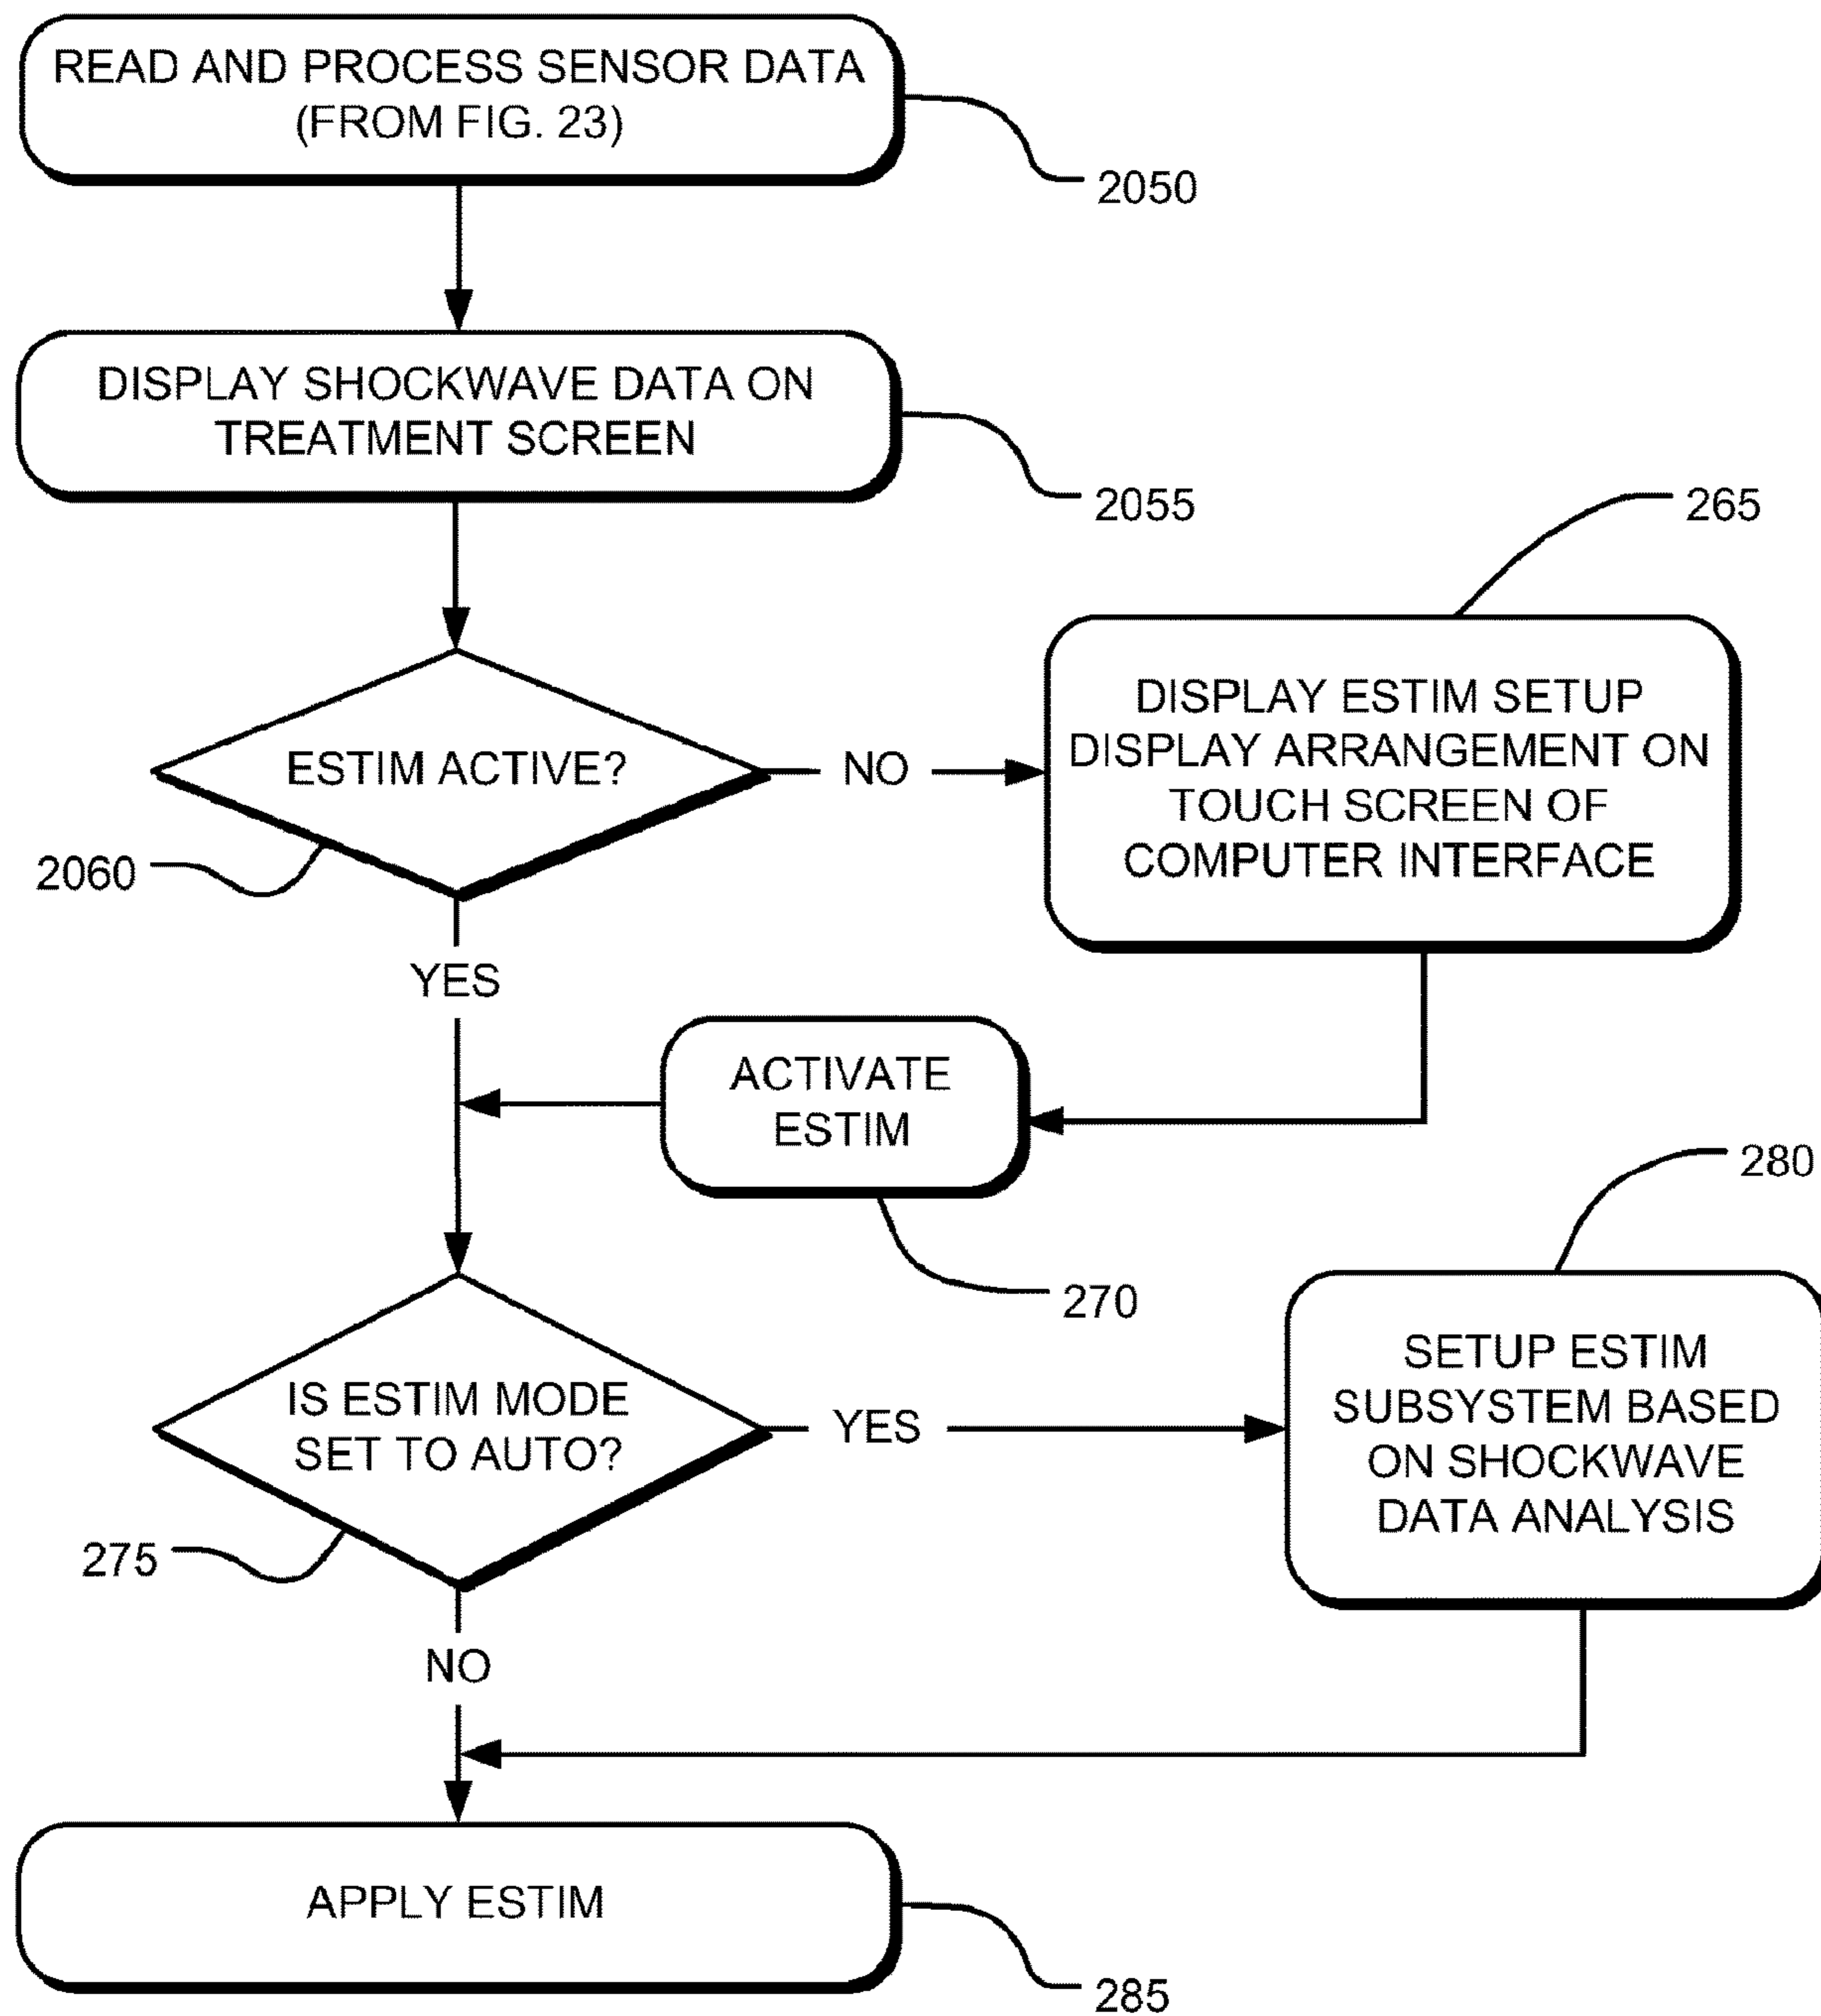 READ AND PROCESS SENSOR DATA
(FROM FIG. 23)
2050
DISPLAY SHOCKWAVE DATA ON
TREATMENT SCREEN
2055
265
DISPLAY ESTIM SETUP
DISPLAY ARRANGEMENT ON
TOUCH SCREEN OF
COMPUTER INTERFACE
ESTIM ACTIVE?
NO
2060
YES
ACTIVATE
ESTIM
270
280
IS ESTIM MODE
SET TO AUTO?
YES
SETUP ESTIM
SUBSYSTEM BASED
ON SHOCKWAVE
DATA ANALYSIS
275
NO
APPLY ESTIM
285